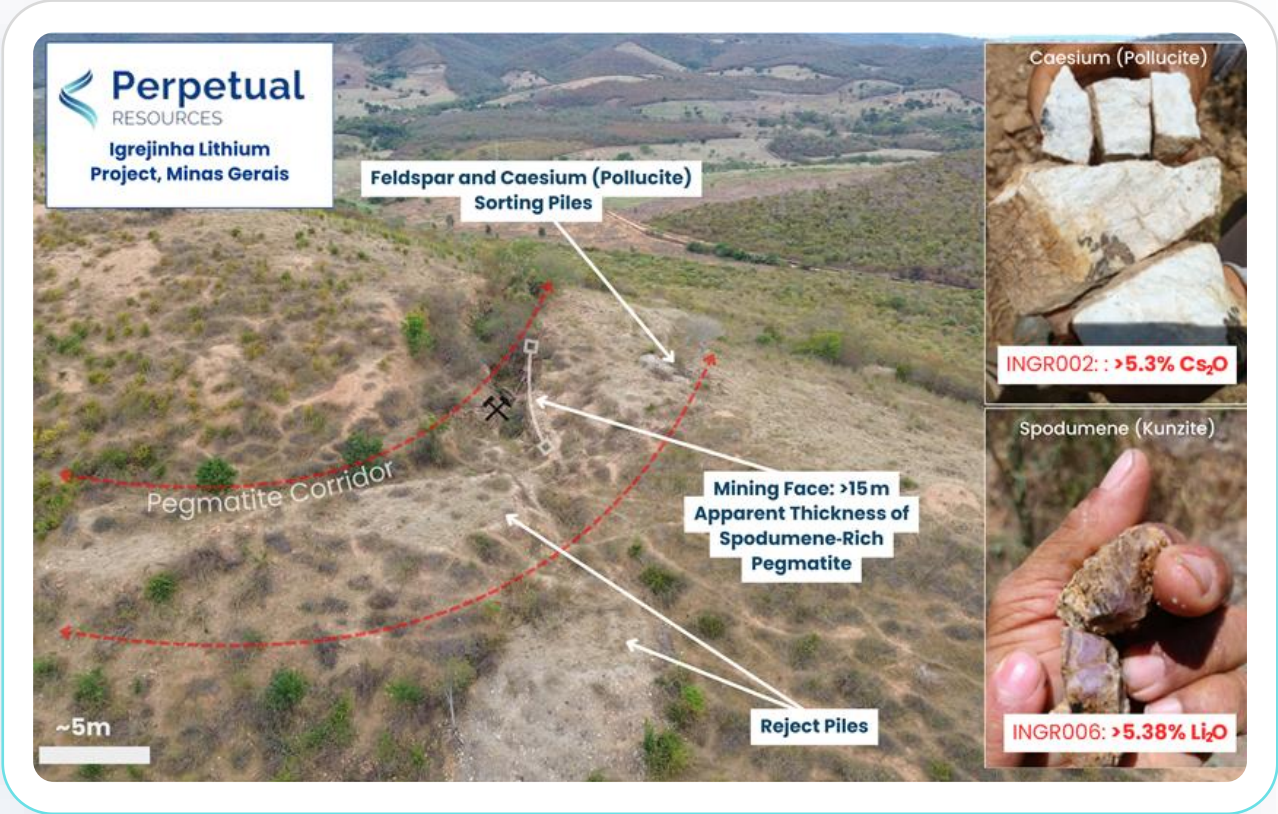 Perpetual
RESOURCES
Igrejinha Lithium
Project, Minas Gerais
Feldspar and Caesium (Pollucite)
Sorting Piles
Pegmatite Corridor
Mining Face: >15m
Apparent Thickness of
Spodumene-Rich
Pegmatite
Reject Piles
~5m
Caesium (Pollucite)
INGR002: : >5.3% Cs₂O
Spodumene (Kunzite)
INGR006: >5.38% Li₂O